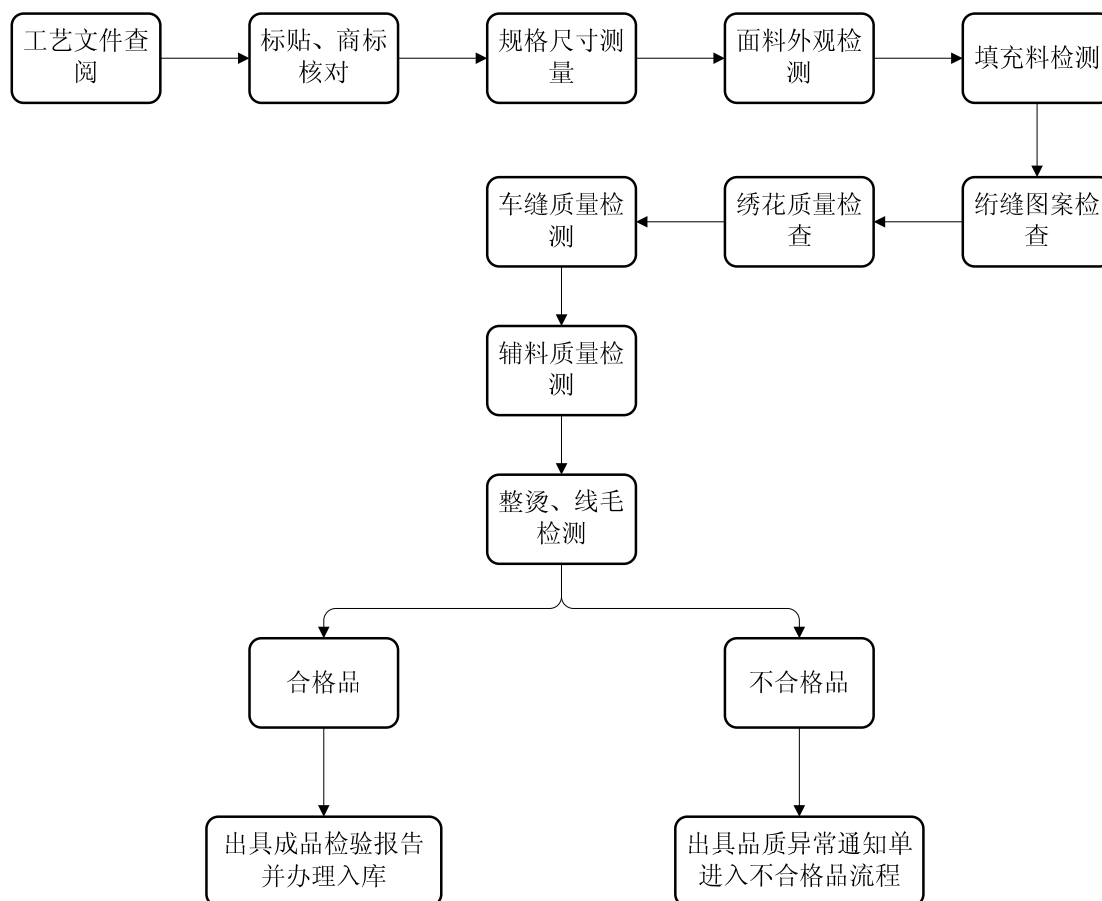 工艺文件查
阅
标贴、商标
核对
规格尺寸测
量
面料外观检
测
填充料检测
车缝质量检
测
绣花质量检
查
绗缝图案检
查
辅料质量检
测
整烫、线毛
检测
合格品
不合格品
出具成品检验报告
并办理入库
出具品质异常通知单
进入不合格品流程